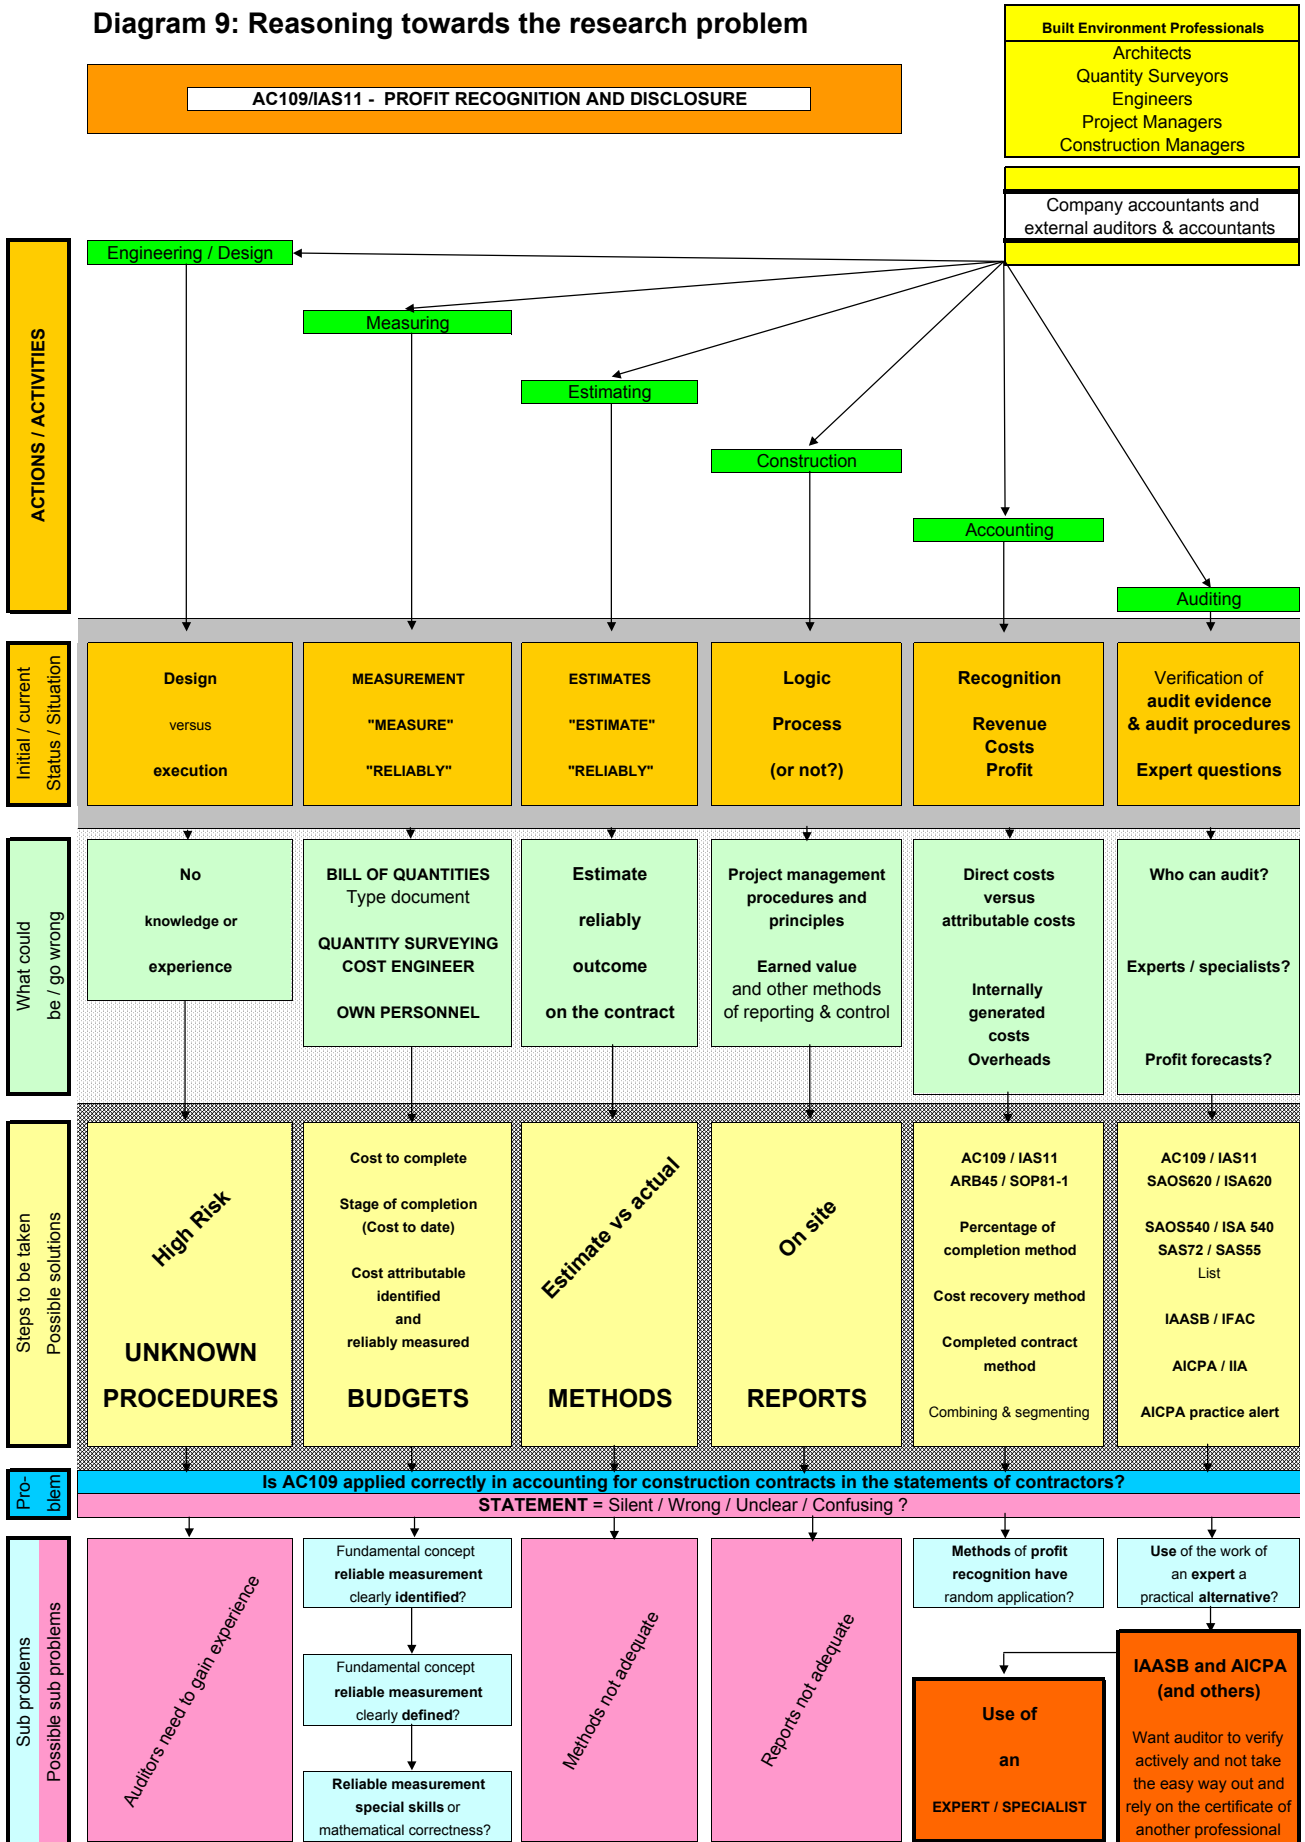 Diagram 9: Reasoning towards the research problem
AC109/IAS11 - PROFIT RECOGNITION AND DISCLOSURE
Built Environment Professionals
Architects
Quantity Surveyors
Engineers
Project Managers
Construction Managers
Company accountants and
external auditors & accountants
ACTIONS / ACTIVITIES
Engineering / Design
Measuring
Estimating
Construction
Accounting
Auditing
Initial / current
Status / Situation
Design
versus
execution
MEASUREMENT
"MEASURE"
"RELIABLY"
ESTIMATES
"ESTIMATE"
"RELIABLY"
Logic
Process
(or not?)
Recognition
Revenue
Costs
Profit
Verification of
audit evidence
& audit procedures
Expert questions
What could
be / go wrong
No
knowledge or
experience
BILL OF QUANTITIES
Type document
QUANTITY SURVEYING
COST ENGINEER
OWN PERSONNEL
Estimate
reliably
outcome
on the contract
Project management
procedures and
principles
Earned value
and other methods
of reporting & control
Direct costs
versus
attributable costs
Internally
generated
costs
Overheads
Who can audit?
Experts / specialists?
Profit forecasts?
Steps to be taken
Possible solutions
High Risk
UNKNOWN
PROCEDURES
Cost to complete
Stage of completion
(Cost to date)
Cost attributable
identified
and
reliably measured
BUDGETS
Estimate vs actual
METHODS
On site
REPORTS
AC109 / IAS11
ARB45 / SOP81-1
Percentage of
completion method
Cost recovery method
Completed contract
method
Combining & segmenting
AC109 / IAS11
SAOS620 / ISA620
SAOS540 / ISA 540
SAS72 / SAS55
List
IAASB / IFAC
AICPA / IIA
AICPA practice alert
Pro-
blem
Is AC109 applied correctly in accounting for construction contracts in the statements of contractors?
STATEMENT = Silent / Wrong / Unclear / Confusing ?
Sub problems
Possible sub problems
Auditors need to gain experience
Fundamental concept
reliable measurement
clearly identified?
Fundamental concept
reliable measurement
clearly defined?
Reliable measurement
special skills or
mathematical correctness?
Methods not adequate
Reports not adequate
Methods of profit
recognition have
random application?
Use of
an
EXPERT / SPECIALIST
Use of the work of
an expert a
practical alternative?
IAASB and AICPA
(and others)
Want auditor to verify
actively and not take
the easy way out and
rely on the certificate of
another professional